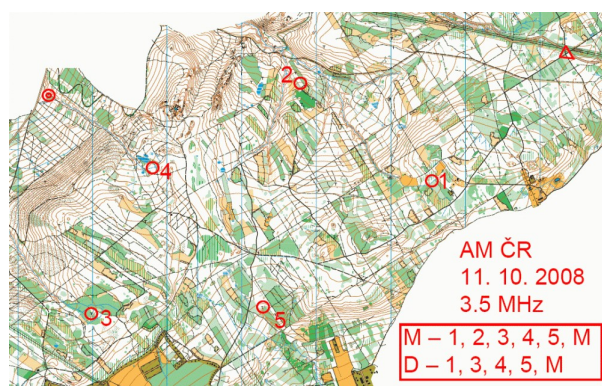 2
4
1
3
5
AM ČR
11. 10. 2008
3.5 MHz
M – 1, 2, 3, 4, 5, M
D – 1, 3, 4, 5, M